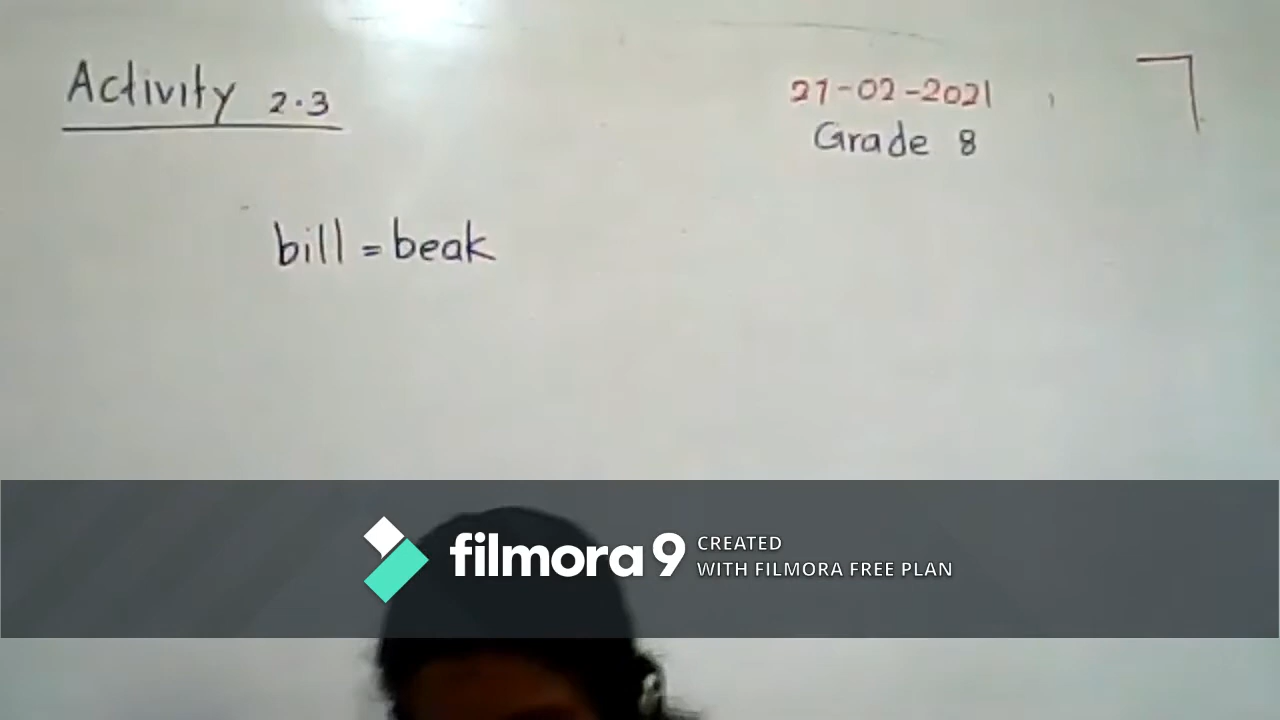 Activity 2.3
27-02-2021
Grade 8
bill = beak
filmora 9 CREATED
WITH FILMORA FREE PLAN